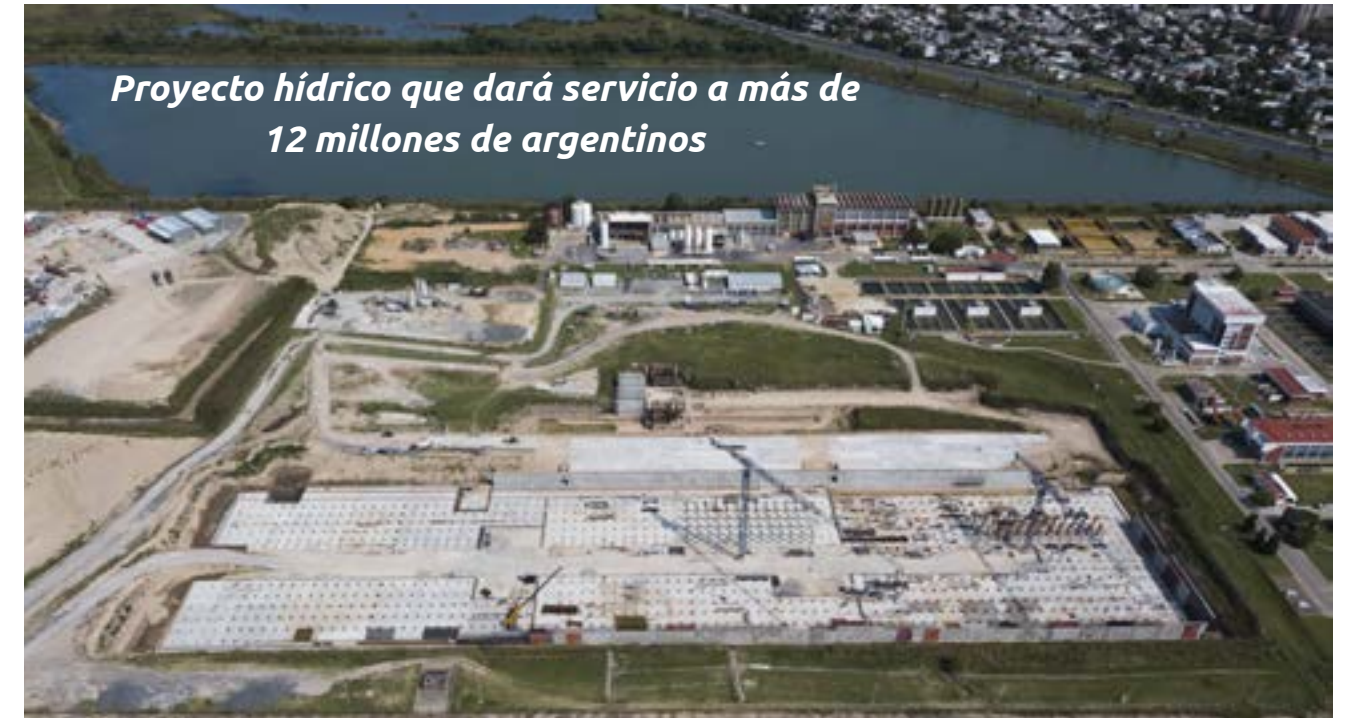 Proyecto hídrico que dará servicio a más de
12 millones de argentinos